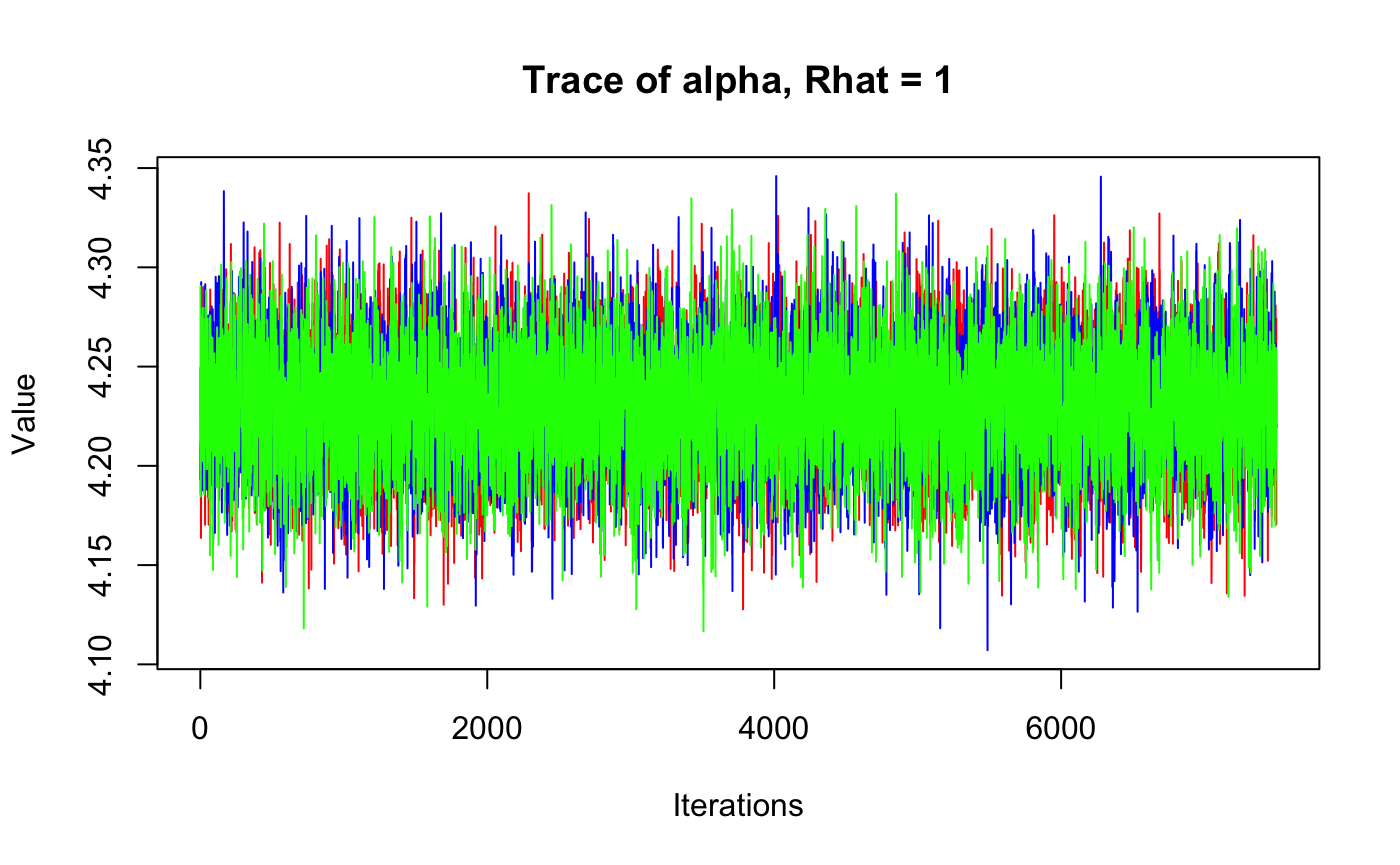 Trace of alpha, Rhat = 1
Value
4.35
4.30
4.25
4.20
4.15
4.10
0 2000 4000 6000
Iterations